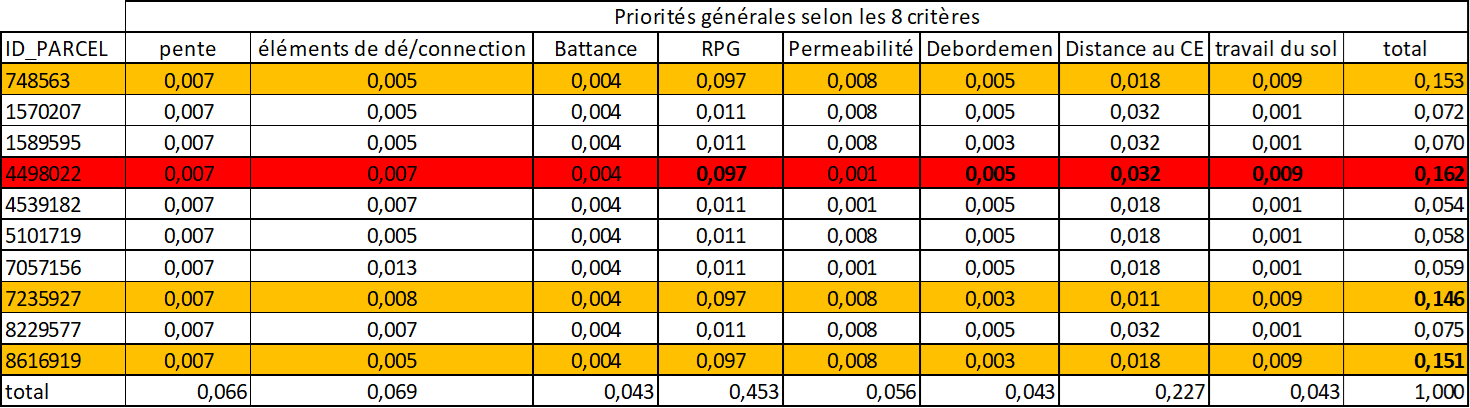 Priorités générales selon les 8 critères
ID_PARCEL pente éléments de dé/connection Battance RPG Permeabilité Debordemen Distance au CE travail du sol total
748563 0,007 0,005 0,004 0,097 0,008 0,005 0,018 0,009 0,153
1570207 0,007 0,005 0,004 0,011 0,008 0,005 0,032 0,001 0,072
1589595 0,007 0,005 0,004 0,011 0,008 0,003 0,032 0,001 0,070
4498022 0,007 0,007 0,004 0,097 0,001 0,005 0,032 0,009 0,162
4539182 0,007 0,007 0,004 0,011 0,001 0,005 0,018 0,001 0,054
5101719 0,007 0,005 0,004 0,011 0,008 0,005 0,018 0,001 0,058
7057156 0,007 0,013 0,004 0,011 0,001 0,005 0,018 0,001 0,059
7235927 0,007 0,008 0,004 0,097 0,008 0,003 0,011 0,009 0,146
8229577 0,007 0,007 0,004 0,011 0,008 0,005 0,032 0,001 0,075
8616919 0,007 0,005 0,004 0,097 0,008 0,003 0,018 0,009 0,151
total 0,066 0,069 0,043 0,453 0,056 0,043 0,227 0,043 1,000